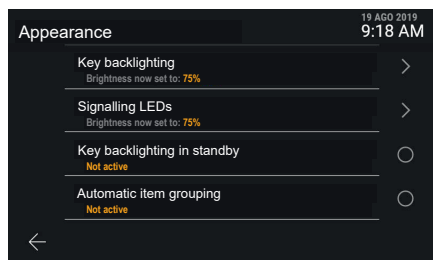 Appearance
19 AGO 2019
9:18 AM
Key backlighting
Brightness now set to: 75%
Signalling LEDs
Brightness now set to: 75%
Key backlighting in standby
Not active
Automatic item grouping
Not active